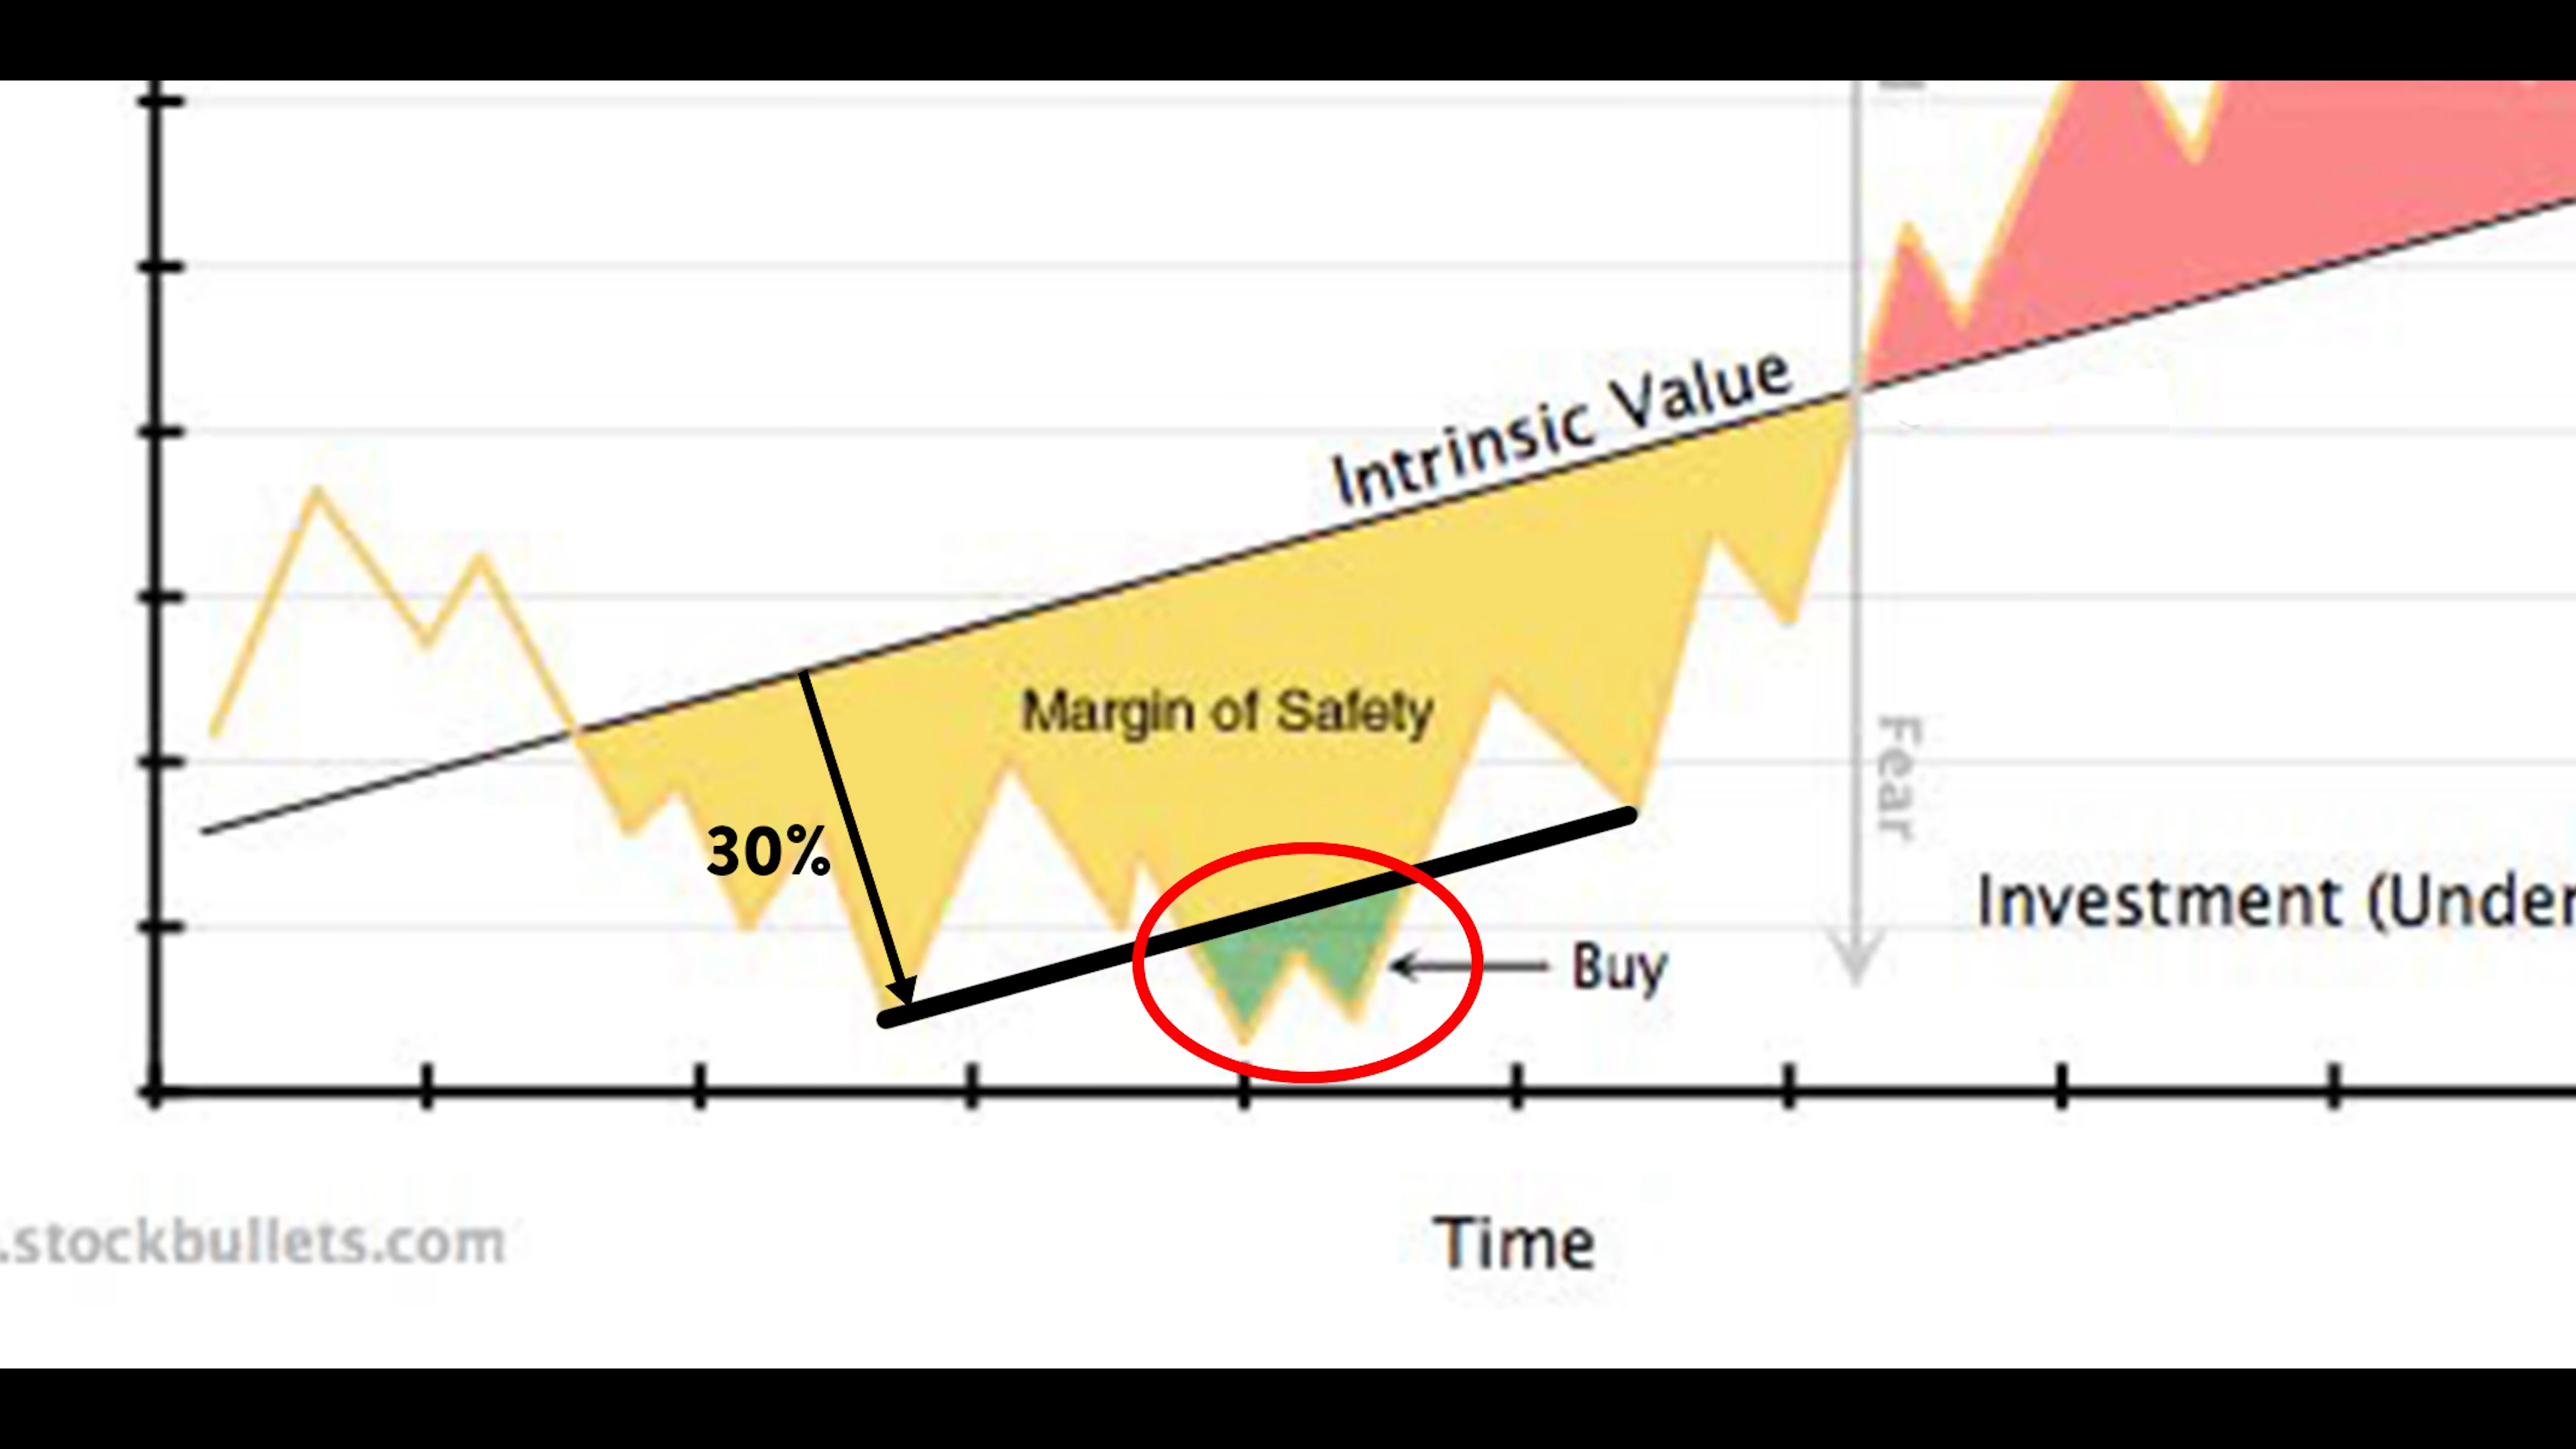 Intrinsic Value
Margin of Safety
30%
Fear
Investment (Under
Buy
Time
.stockbullets.com